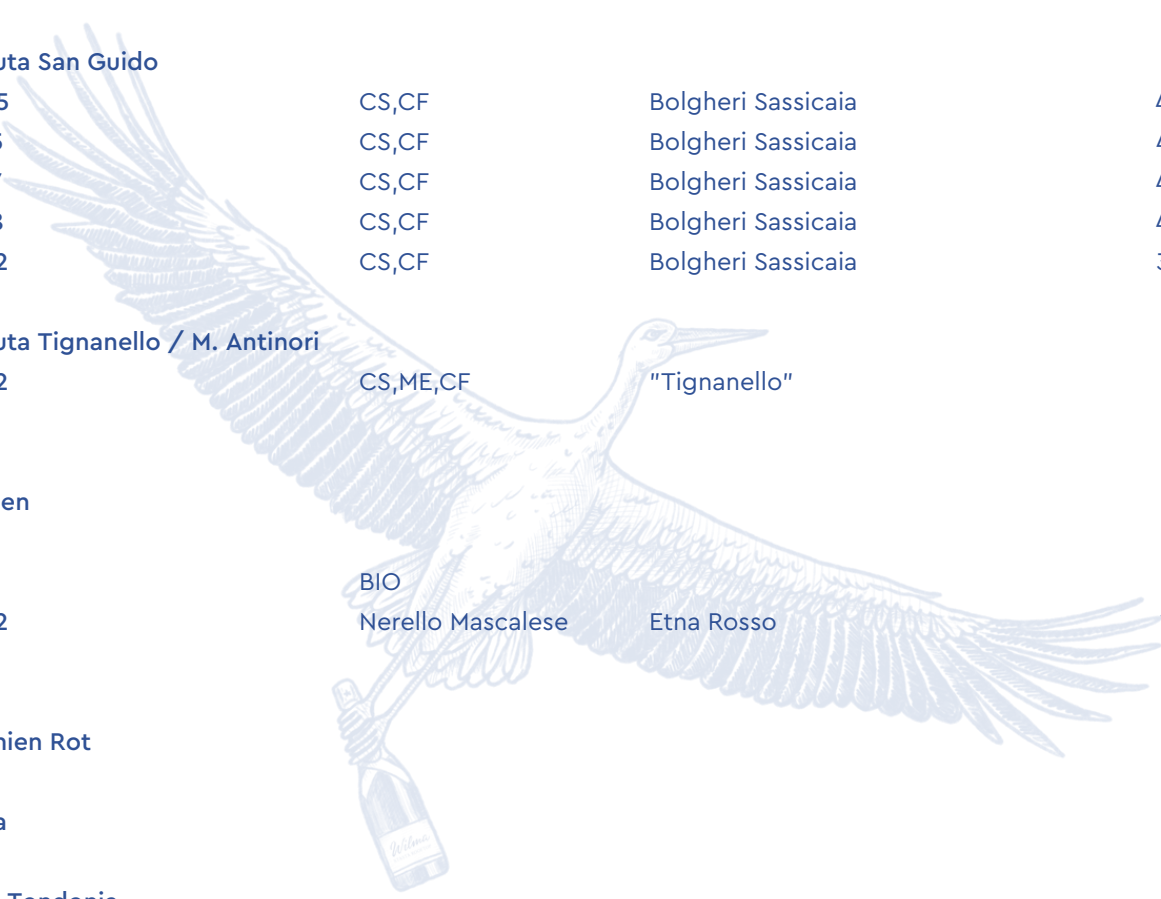 uta San Guido
5 CS,CF Bolgheri Sassicaia
CS,CF Bolgheri Sassicaia
CS,CF Bolgheri Sassicaia
CS,CF Bolgheri Sassicaia
2 CS,CF Bolgheri Sassicaia
uta Tignanello / M. Antinori
2 CS,ME,CF "Tignanello"
en
BIO
2 Nerello Mascalese Etna Rosso
nien Rot
a
Wilma